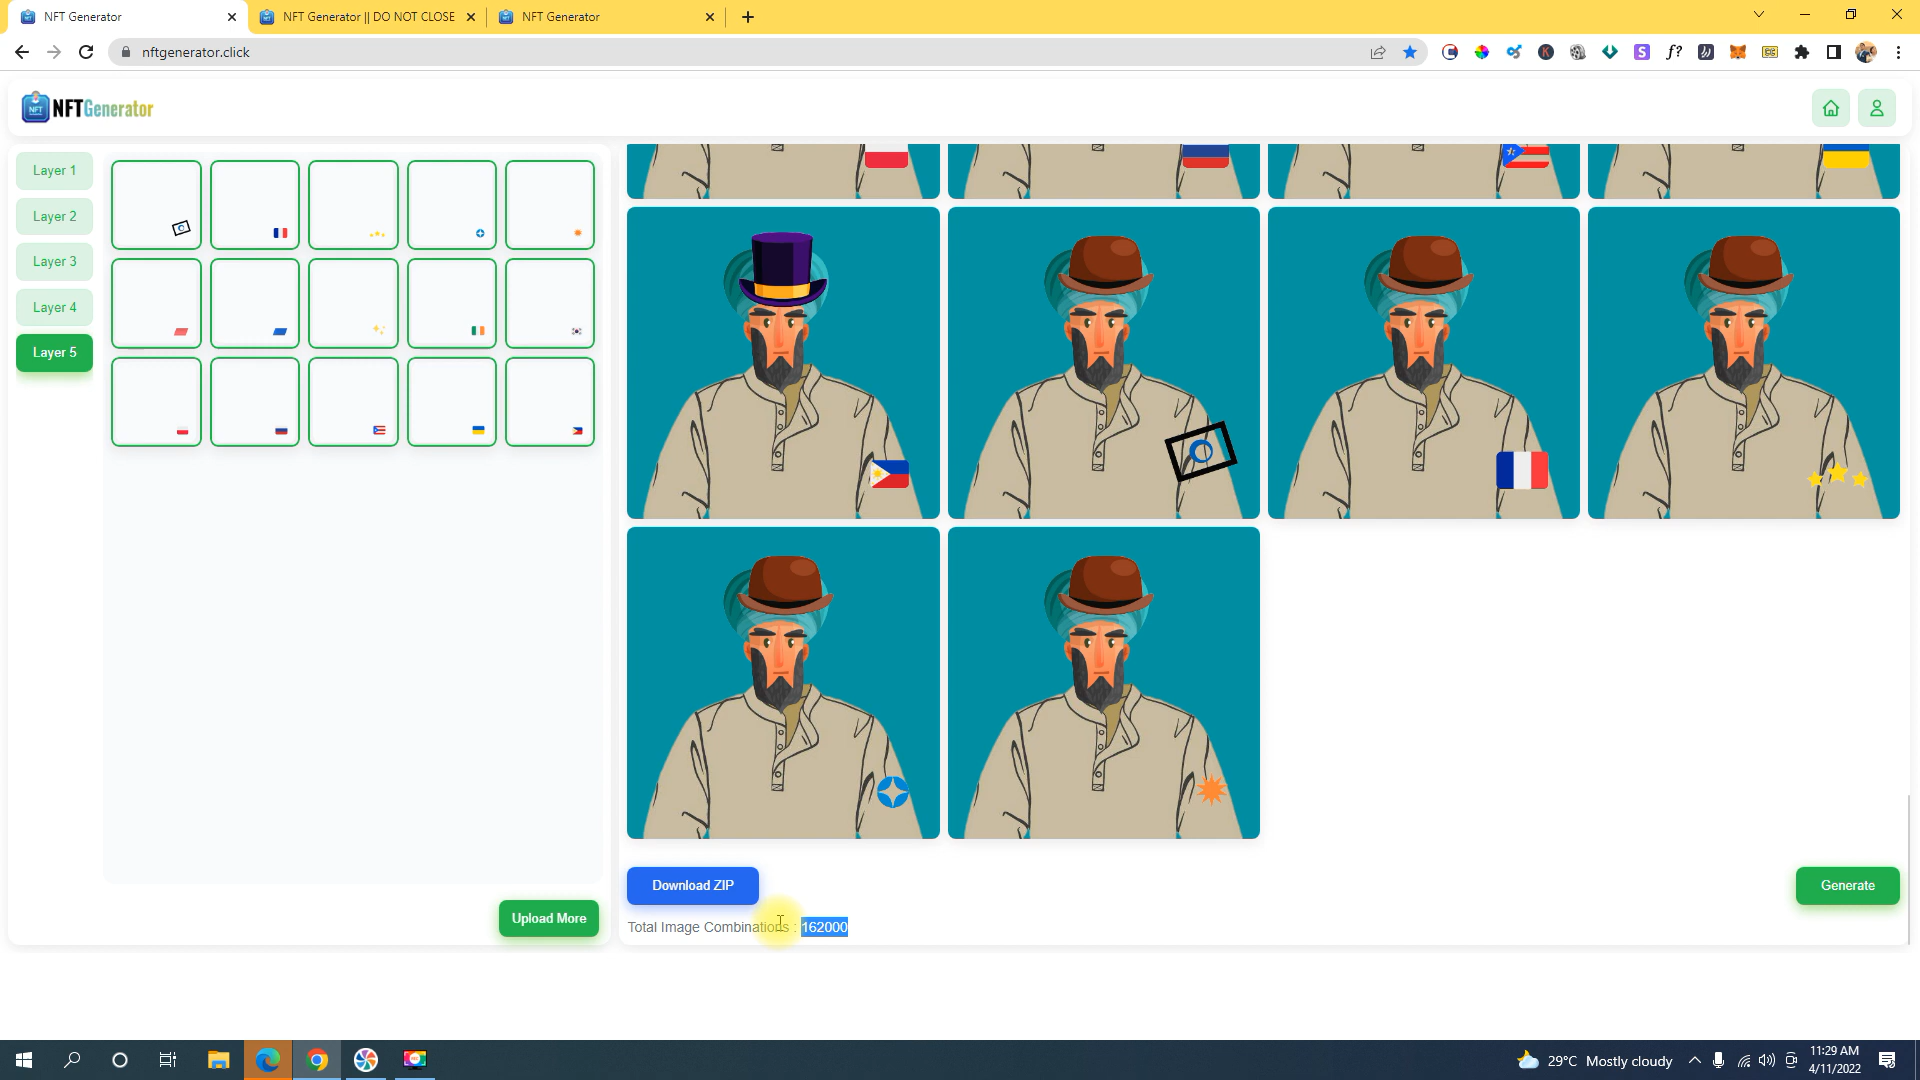 NFT Generator
NFT Generator || DO NOT CLOSE
NFT Generator
nftgenerator.click
NFTGenerator
Layer 1
Layer 2
Layer 3
Layer 4
Layer 5
Upload More
Download ZIP
Generate
Total Image Combinations : 162000
29°C Mostly cloudy
11:29 AM
4/11/2022